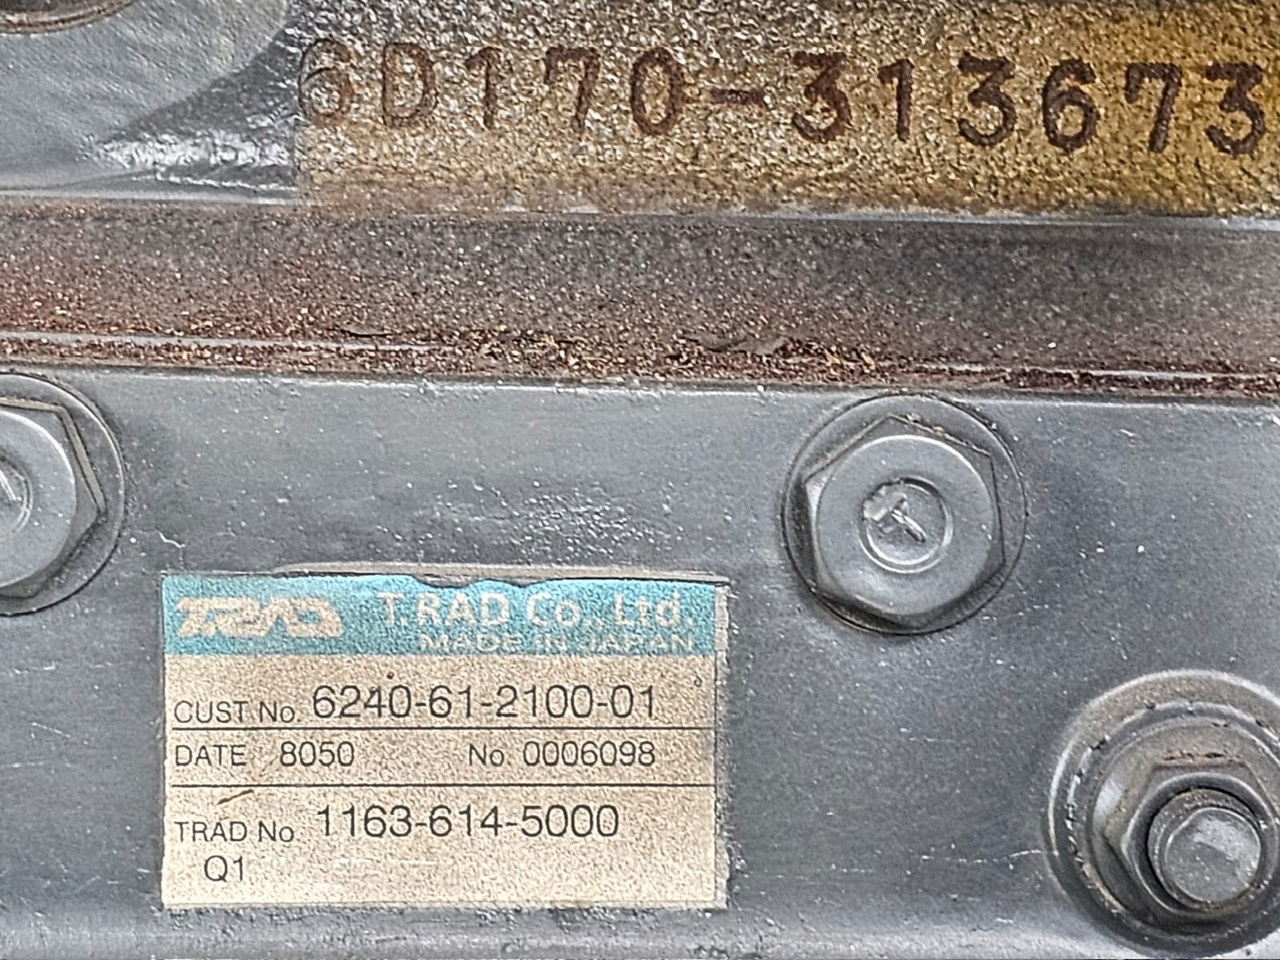 6D170-313673
TRAD T.RAD Co., Ltd.
MADE IN JAPAN
CUST No. 6240-61-2100-01
DATE 8050 No. 0006098
TRAD No. 1163-614-5000
Q1